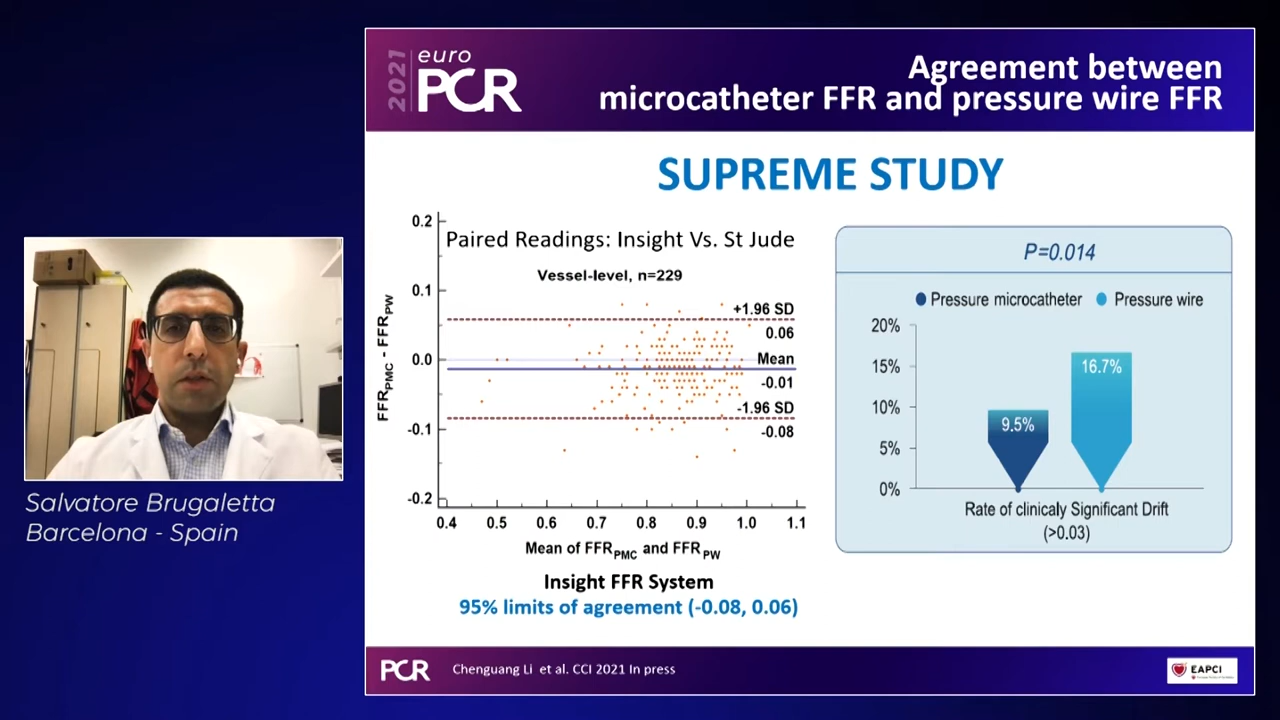 2021
euro
PCR
Agreement between
microcatheter FFR and pressure wire FFR
SUPREME STUDY
Paired Readings: Insight Vs. St Jude
Vessel-level, n=229
FFRPMC - FFRPW
0.2
0.1
0.0
-0.1
-0.2
+1.96 SD
0.06
Mean
-0.01
-1.96 SD
-0.08
0.4 0.5 0.6 0.7 0.8 0.9 1.0 1.1
Mean of FFRPMC and FFRPW
Insight FFR System
95% limits of agreement (-0.08, 0.06)
P=0.014
Pressure microcatheter Pressure wire
20%
15%
10%
5%
0%
9.5%
16.7%
Rate of clinicaly Significant Drift
(>0.03)
Salvatore Brugaletta
Barcelona - Spain
PCR
Chenguang Li et al. CCI 2021 In press
EAPCI